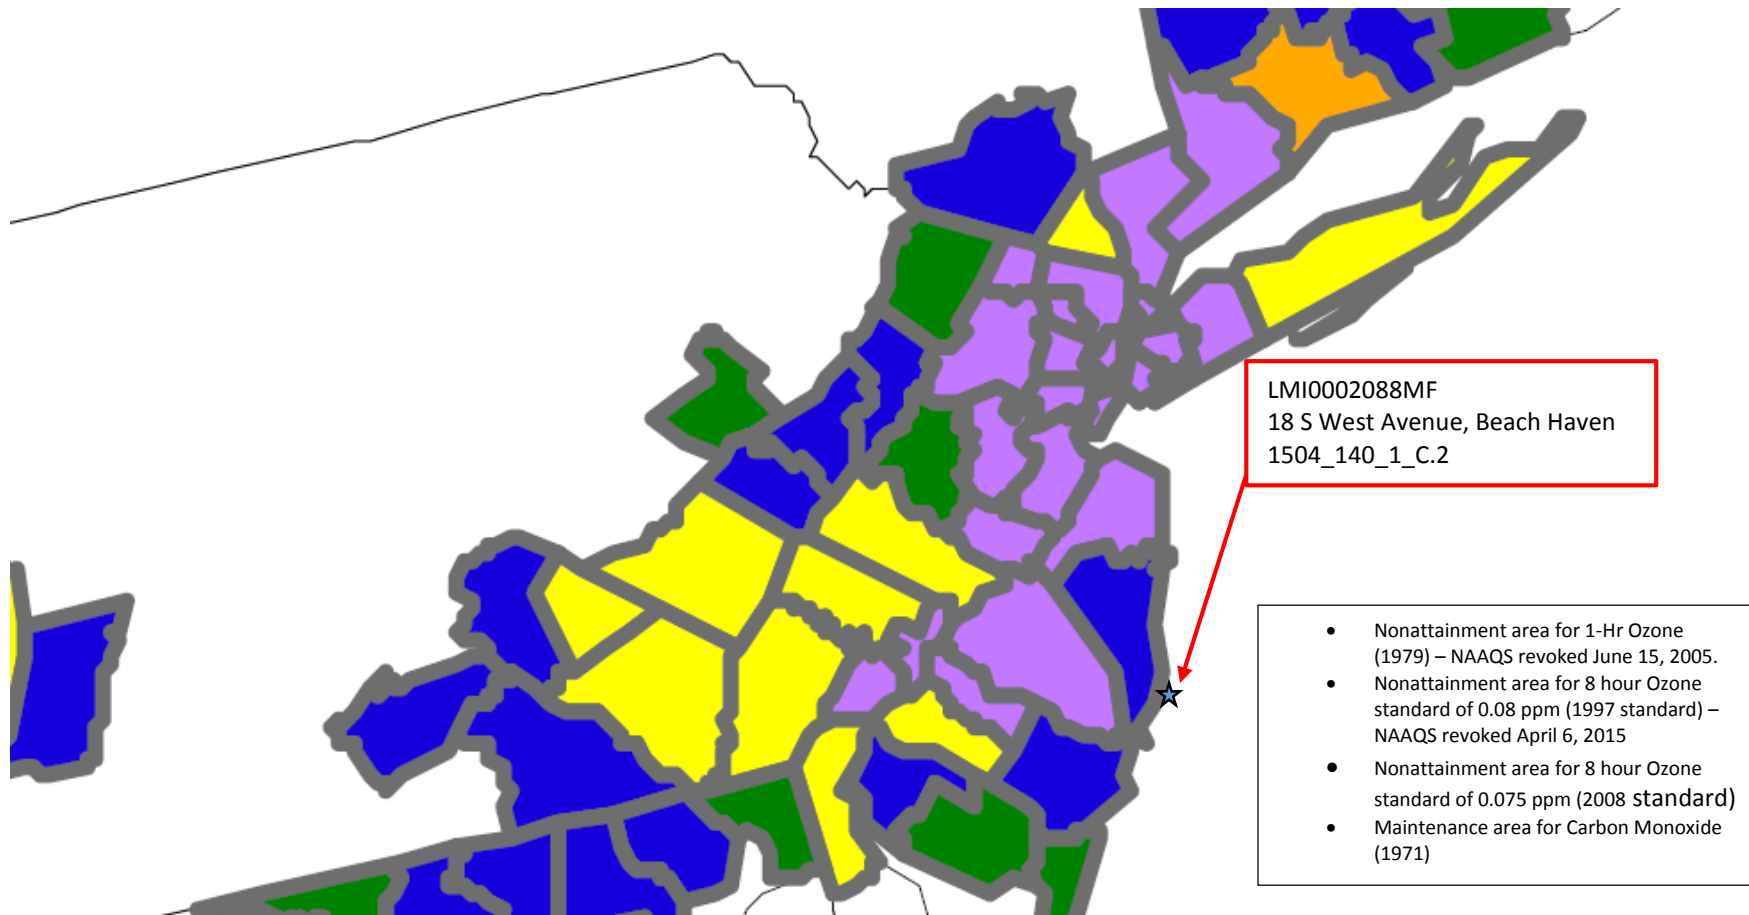 LMI0002088MF
18 S West Avenue, Beach Haven
1504_140_1_C.2
• Nonattainment area for 1-Hr Ozone
(1979) – NAAQS revoked June 15, 2005.
• Nonattainment area for 8 hour Ozone
standard of 0.08 ppm (1997 standard) –
NAAQS revoked April 6, 2015
• Nonattainment area for 8 hour Ozone
standard of 0.075 ppm (2008 standard)
• Maintenance area for Carbon Monoxide
(1971)